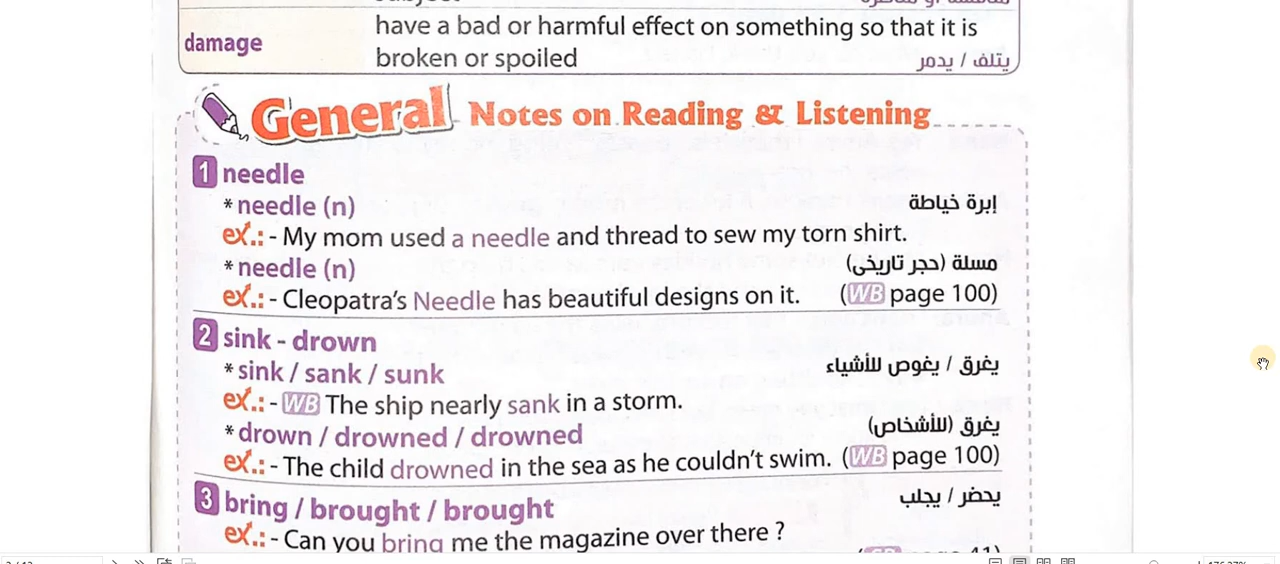 damage
have a bad or harmful effect on something so that it is
broken or spoiled
يتلف / يدمر
General Notes on Reading & Listening
1 needle
* needle (n) إبرة خياطة
ex.: - My mom used a needle and thread to sew my torn shirt.
* needle (n) مسلة (حجر تاريخى)
ex.: - Cleopatra's Needle has beautiful designs on it. (WB page 100)
2 sink - drown
* sink / sank / sunk يغرق / يغوص للأشياء
ex.: - WB The ship nearly sank in a storm.
* drown / drowned / drowned يغرق (للأشخاص)
ex.: - The child drowned in the sea as he couldn't swim. (WB page 100)
3 bring / brought / brought يحضر / يجلب
ex.: - Can you bring me the magazine over there ?